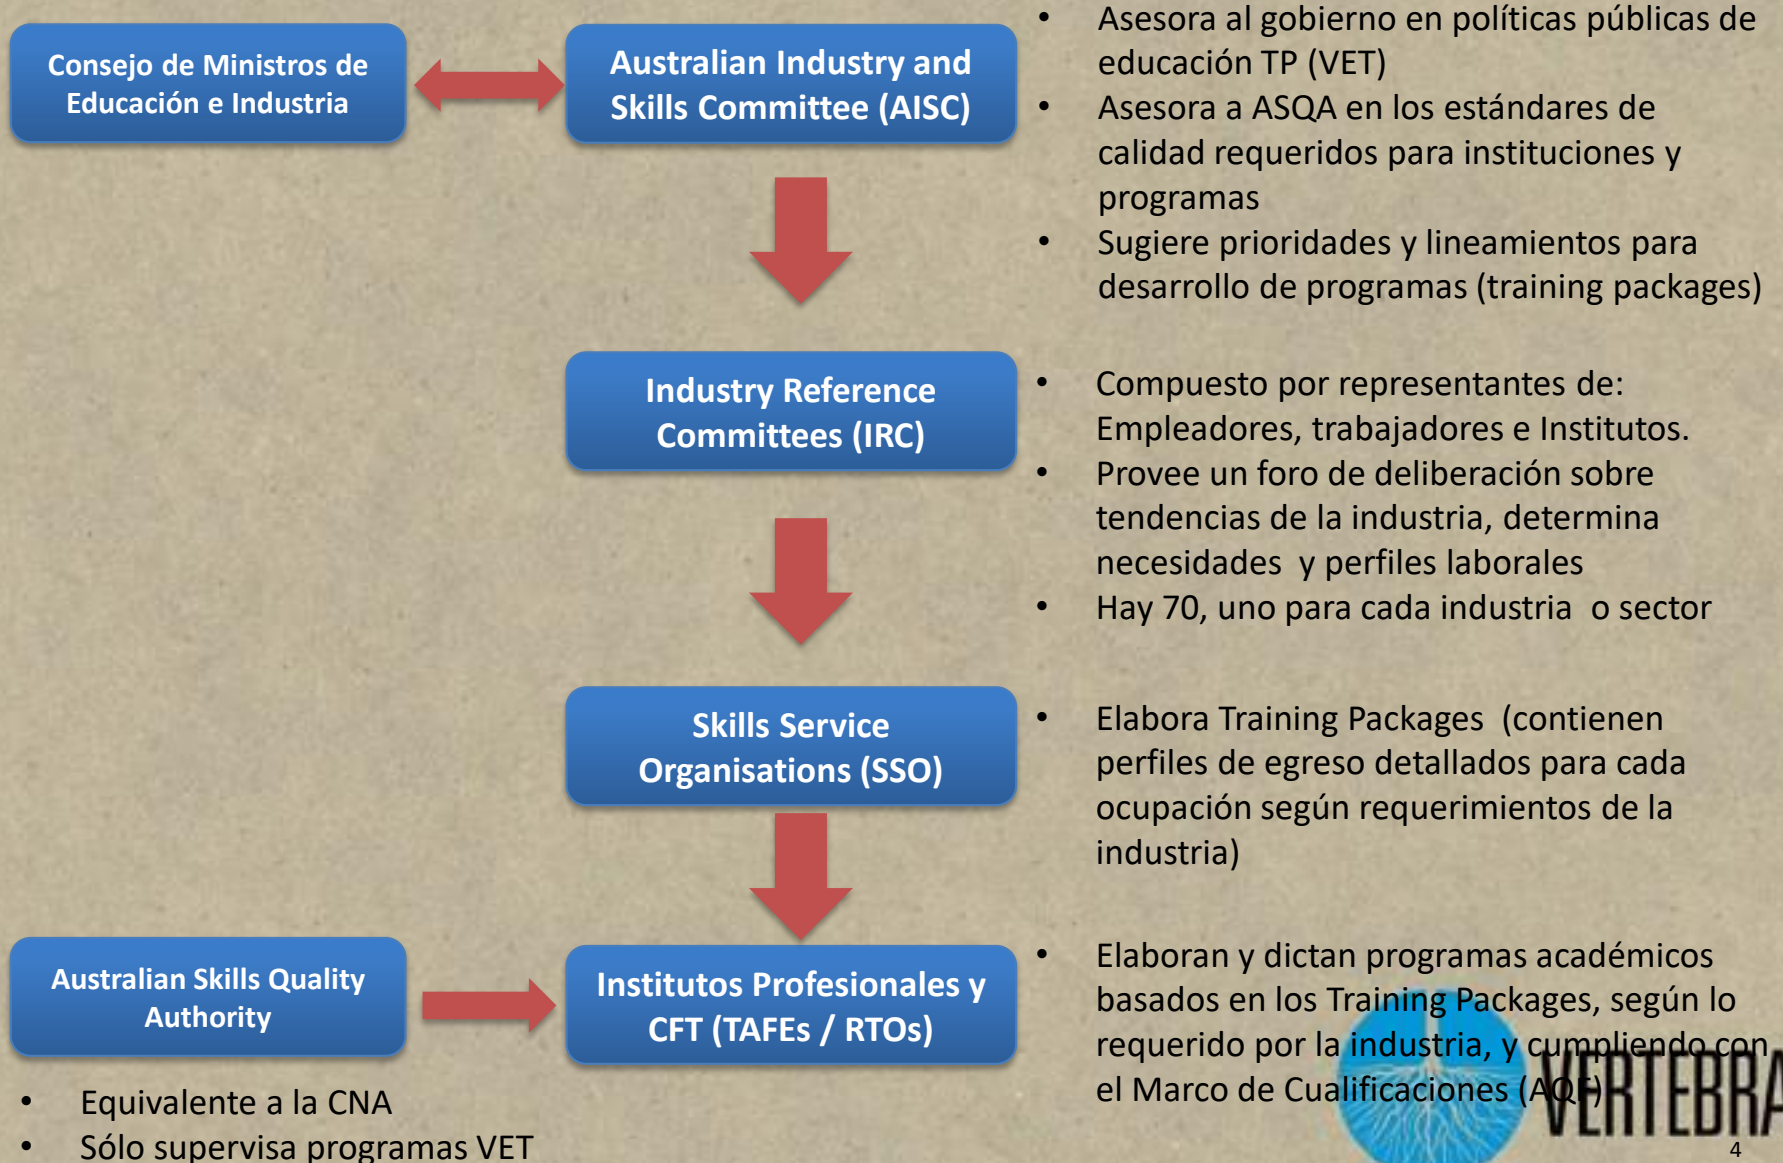 Consejo de Ministros de
Educación e Industria
Australian Industry and
Skills Committee (AISC)
• Asesora al gobierno en políticas públicas de
educación TP (VET)
• Asesora a ASQA en los estándares de
calidad requeridos para instituciones y
programas
• Sugiere prioridades y lineamientos para
desarrollo de programas (training packages)
Industry Reference
Committees (IRC)
• Compuesto por representantes de:
Empleadores, trabajadores e Institutos.
• Provee un foro de deliberación sobre
tendencias de la industria, determina
necesidades y perfiles laborales
• Hay 70, uno para cada industria o sector
Skills Service
Organisations (SSO)
• Elabora Training Packages (contienen
perfiles de egreso detallados para cada
ocupación según requerimientos de la
industria)
Australian Skills Quality
Authority
• Equivalente a la CNA
• Sólo supervisa programas VET
Institutos Profesionales y
CFT (TAFEs / RTOs)
• Elaboran y dictan programas académicos
basados en los Training Packages, según lo
requerido por la industria, y cumpliendo con
el Marco de Cualificaciones (AQF)
VERTEBRA
4